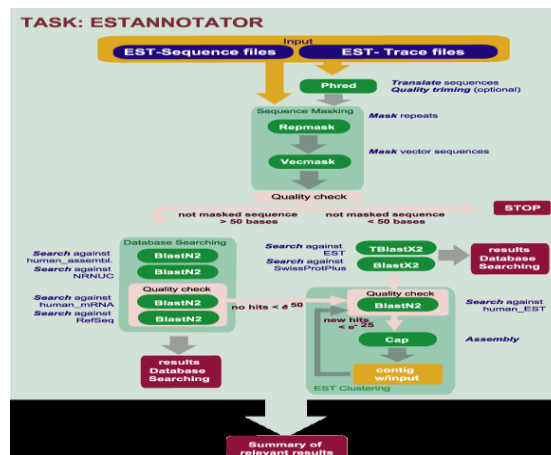 TASK: ESTANNOTATOR
Input
EST-Sequence files
EST- Trace files
Phred
Translate sequences
Quality triming (optional)
Sequence Masking
Repmask
Mask repeats
Vecmask
Mask vector sequences
Quality check
STOP
not masked sequence
> 50 bases
not masked sequence
< 50 bases
Database Searching
Search against
human_assembl.
BlastN2
Search against
NRNUC
BlastN2
Quality check
Search against
human_mRNA
BlastN2
Search against
RefSeq
BlastN2
results
Database
Searching
Search against
EST
TBlastX2
Search against
SwissProtPlus
BlastX2
results
Database
Searching
no hits < e-50
Quality check
BlastN2
Search against
human_EST
new hits
< e-25
Cap
Assembly
contig
w/input
EST Clustering
Summary of
relevant results